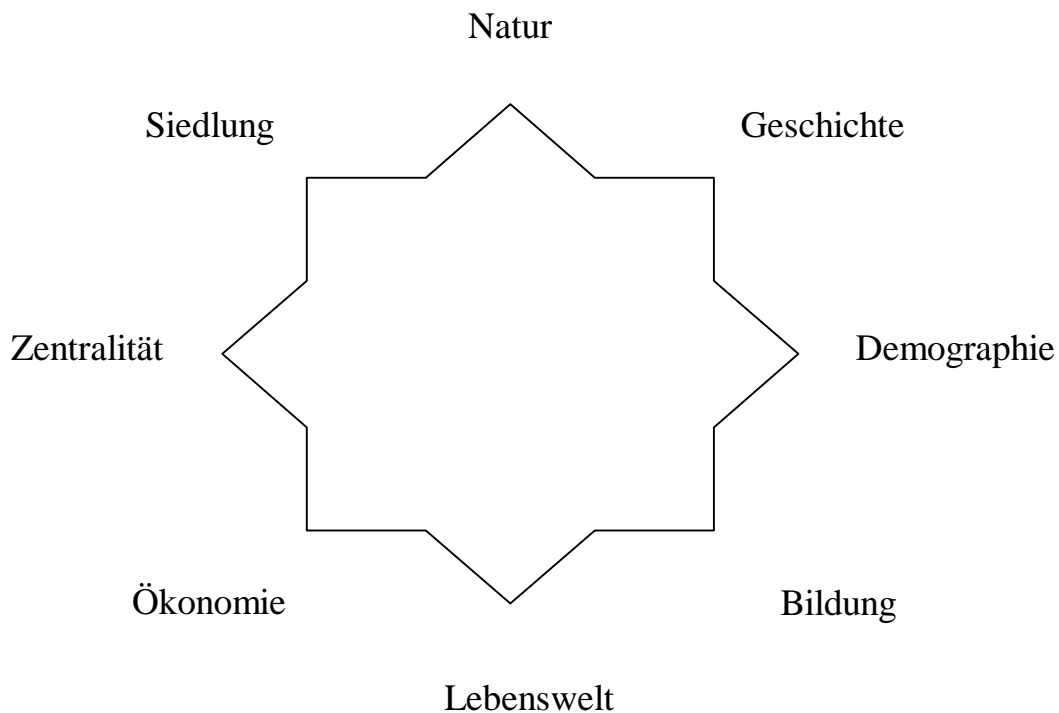 Natur
Siedlung
Geschichte
Zentralität
Demographie
Ökonomie
Bildung
Lebenswelt